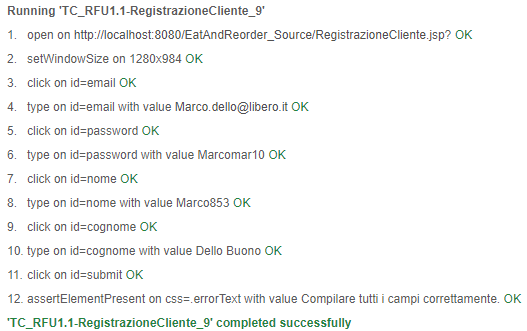 Running 'TC_RFU1.1-RegistrazioneCliente_9'
1. open on http://localhost:8080/EatAndReorder_Source/RegistrazioneCliente.jsp? OK
2. setWindowSize on 1280x984 OK
3. click on id=email OK
4. type on id=email with value Marco.dello@libero.it OK
5. click on id=password OK
6. type on id=password with value Marcomar10 OK
7. click on id=nome OK
8. type on id=nome with value Marco853 OK
9. click on id=cognome OK
10. type on id=cognome with value Dello Buono OK
11. click on id=submit OK
12. assertElementPresent on css=.errorText with value Compilare tutti i campi correttamente. OK
'TC_RFU1.1-RegistrazioneCliente_9' completed successfully